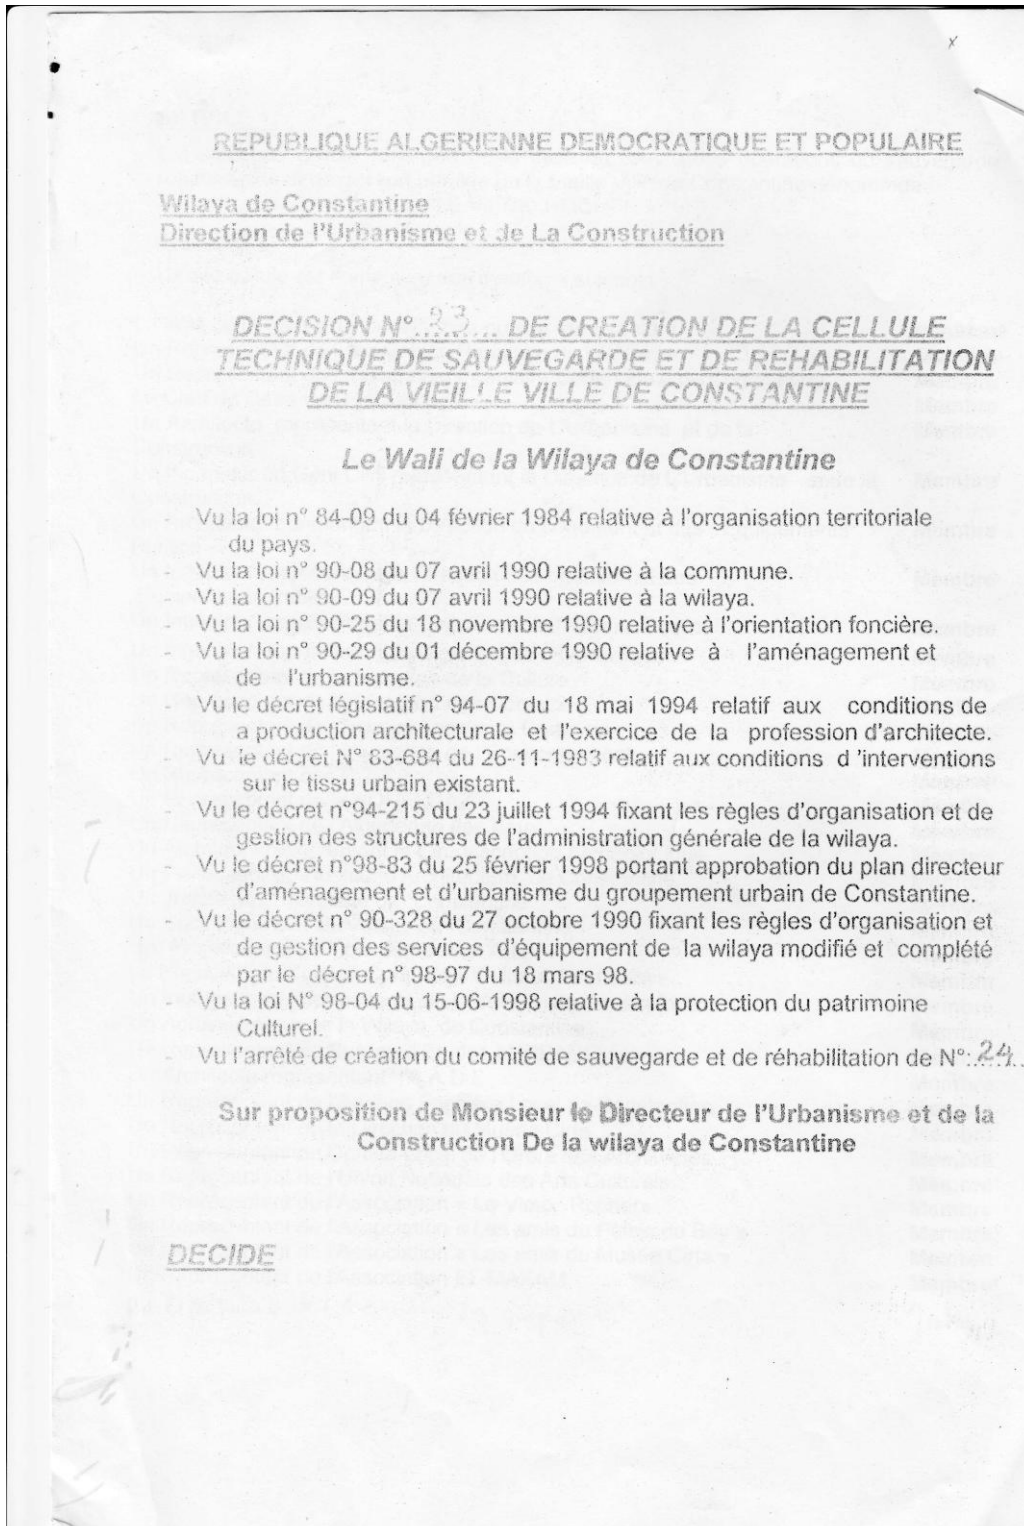 REPUBLIQUE ALGERIENNE DEMOCRATIQUE ET POPULAIRE
Wilaya de Constantine
Direction de l'Urbanisme et de La Construction
DECISION N°...... DE CREATION DE LA CELLULE
TECHNIQUE DE SAUVEGARDE ET DE REHABILITATION
DE LA VIEILLE VILLE DE CONSTANTINE
Le Wali de la Wilaya de Constantine
- Vu la loi n° 84-09 du 04 février 1984 relative à l'organisation territoriale
du pays.
- Vu la loi n° 90-08 du 07 avril 1990 relative à la commune.
- Vu la loi n° 90-09 du 07 avril 1990 relative à la wilaya.
- Vu la loi n° 90-25 du 18 novembre 1990 relative à l'orientation foncière.
- Vu la loi n° 90-29 du 01 décembre 1990 relative à l'aménagement et
de l'urbanisme.
- Vu le décret législatif n° 94-07 du 18 mai 1994 relatif aux conditions de
a production architecturale et l'exercice de la profession d'architecte.
- Vu le décret N° 83-684 du 26-11-1983 relatif aux conditions d 'interventions
sur le tissu urbain existant.
- Vu le décret n°94-215 du 23 juillet 1994 fixant les règles d'organisation et de
gestion des structures de l'administration générale de la wilaya.
- Vu le décret n°98-83 du 25 février 1998 portant approbation du plan directeur
d'aménagement et d'urbanisme du groupement urbain de Constantine.
- Vu le décret n° 90-328 du 27 octobre 1990 fixant les règles d'organisation et
de gestion des services d'équipement de la wilaya modifié et complété
par le décret n° 98-97 du 18 mars 98.
- Vu la loi N° 98-04 du 15-06-1998 relative à la protection du patrimoine
Culturel.
- Vu l'arrêté de création du comité de sauvegarde et de réhabilitation de N°:.24..
Sur proposition de Monsieur le Directeur de l'Urbanisme et de la
Construction De la wilaya de Constantine
DECIDE